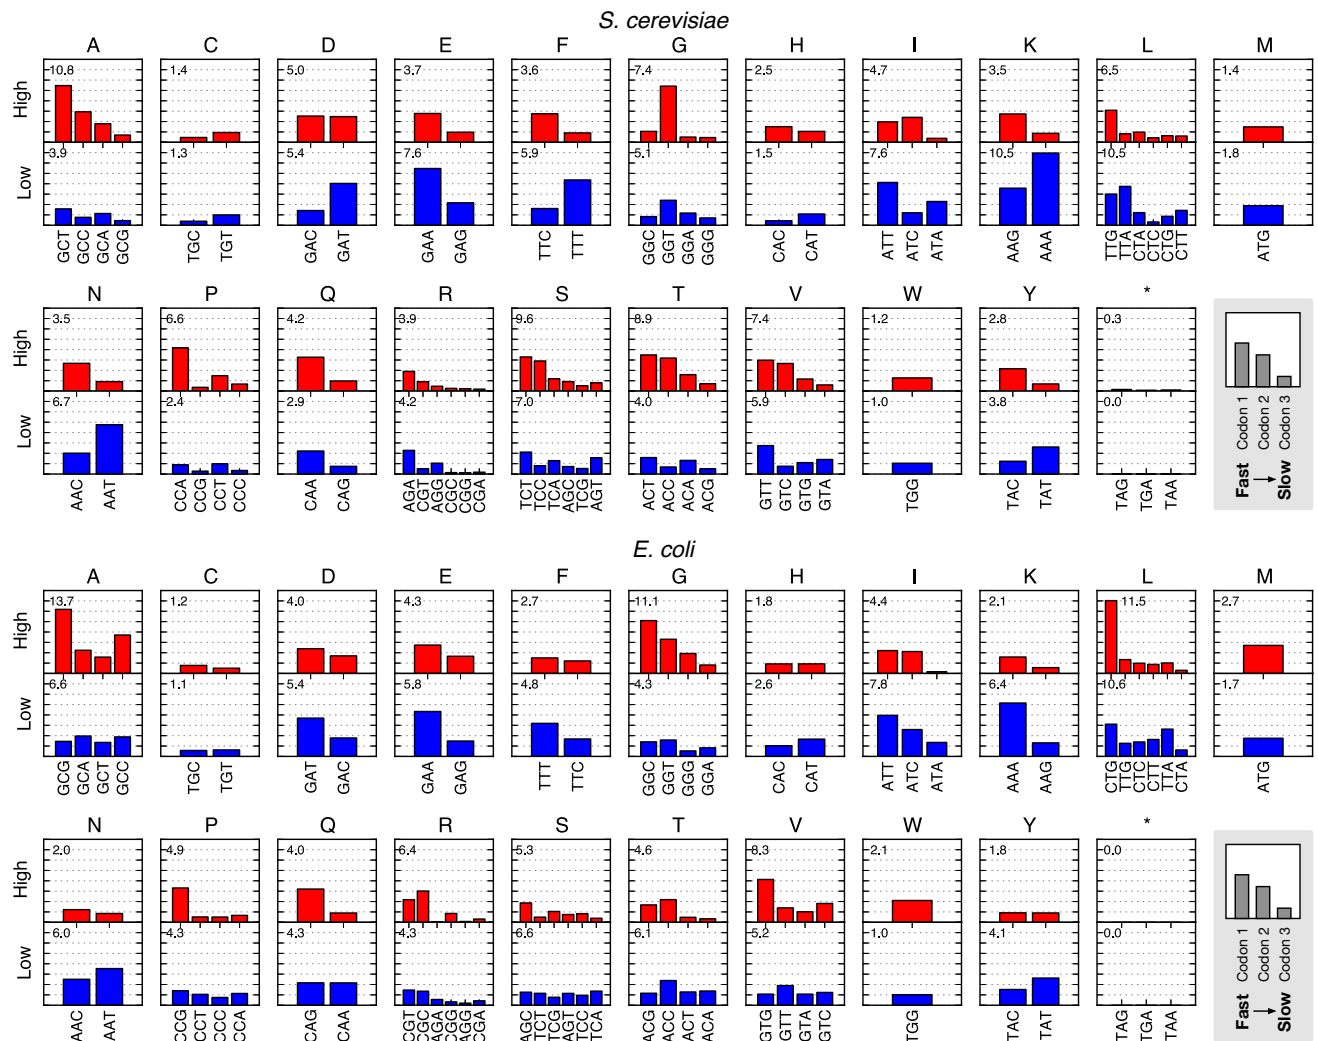 S. cerevisiae
A C D E F G H I K L M
High
10.8 1.4 5.0 3.7 3.6 7.4 2.5 4.7 3.5 6.5 1.4
Low
3.9 1.3 5.4 7.6 5.9 5.1 1.5 7.6 10.5 10.5 1.8
GCT GCC GCA GCG TGC TGT GAC GAT GAA GAG TTC TTT GGC GGT GGA GGG CAC CAT ATT ATC ATA AAG AAA TTG TTA CTA CTC CTG CTT ATG
N P Q R S T V W Y *
High
3.5 6.6 4.2 3.9 9.6 8.9 7.4 1.2 2.8 0.3
Low
6.7 2.4 2.9 4.2 7.0 4.0 5.9 1.0 3.8 0.0
AAC AAT CCA CCG CCT CCC CAA CAG AGA CGT AGG CGC CGG CGA TCT TCC TCA AGC TCG AGT ACT ACC ACA ACG GTT GTC GTG GTA TGG TAC TAT TAG TGA TAA
Codon 1 Codon 2 Codon 3
Fast → Slow
E. coli
A C D E F G H I K L M
High
13.7 1.2 4.0 4.3 2.7 11.1 1.8 4.4 2.1 11.5 2.7
Low
6.6 1.1 5.4 5.8 4.8 4.3 2.6 7.8 6.4 10.6 1.7
GCG GCA GCT GCC TGC TGT GAT GAC GAA GAG TTT TTC GGC GGT GGG GGA CAC CAT ATT ATC ATA AAA AAG CTG TTG CTC CTT TTA CTA ATG
N P Q R S T V W Y *
High
2.0 4.9 4.0 6.4 5.3 4.6 8.3 2.1 1.8 0.0
Low
6.0 4.3 4.3 4.3 6.6 6.1 5.2 1.0 4.1 0.0
AAC AAT CCG CCT CCC CCA CAG CAA CGT CGC AGA CGG AGG CGA AGC TCT TCG AGT TCC TCA ACG ACC ACT ACA GTG GTT GTA GTC TGG TAC TAT TAG TGA TAA
Codon 1 Codon 2 Codon 3
Fast → Slow